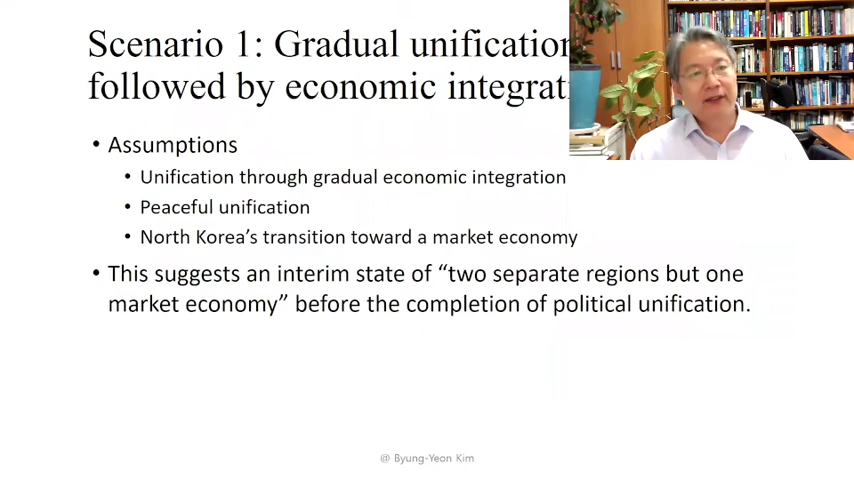 Scenario 1: Gradual unification
followed by economic
• Assumptions
• Unification through gradual economic integration
• Peaceful unification
• North Korea’s transition toward a market economy
• This suggests an interim state of “two separate regions but one
market economy” before the completion of political unification.
@ Byung-Yeon Kim